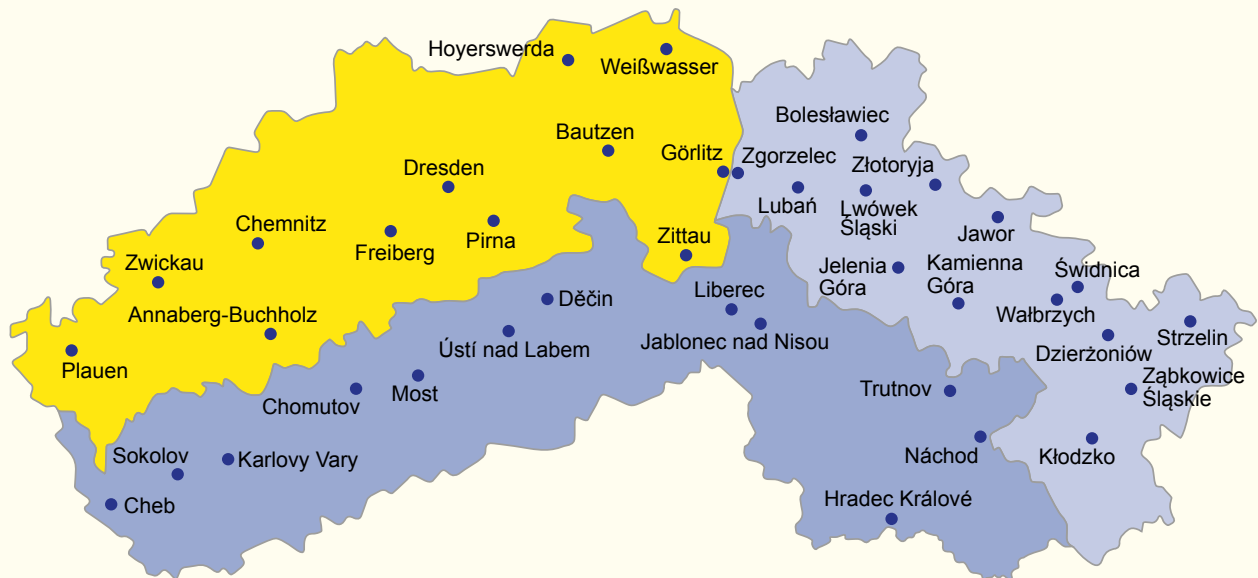 Hoyerswerda
Weißwasser
Bolesławiec
Bautzen
Görlitz
Zgorzelec
Złotoryja
Dresden
Lubań
Lwówek
Śląski
Chemnitz
Freiberg
Pirna
Zittau
Jawor
Zwickau
Jelenia
Góra
Kamienna
Góra
Świdnica
Annaberg-Buchholz
Děčín
Liberec
Wałbrzych
Plauen
Ústí nad Labem
Jablonec nad Nisou
Dzierżoniów
Strzelin
Chomutov
Most
Trutnov
Ząbkowice
Śląskie
Sokolov
Karlovy Vary
Náchod
Kłodzko
Cheb
Hradec Králové